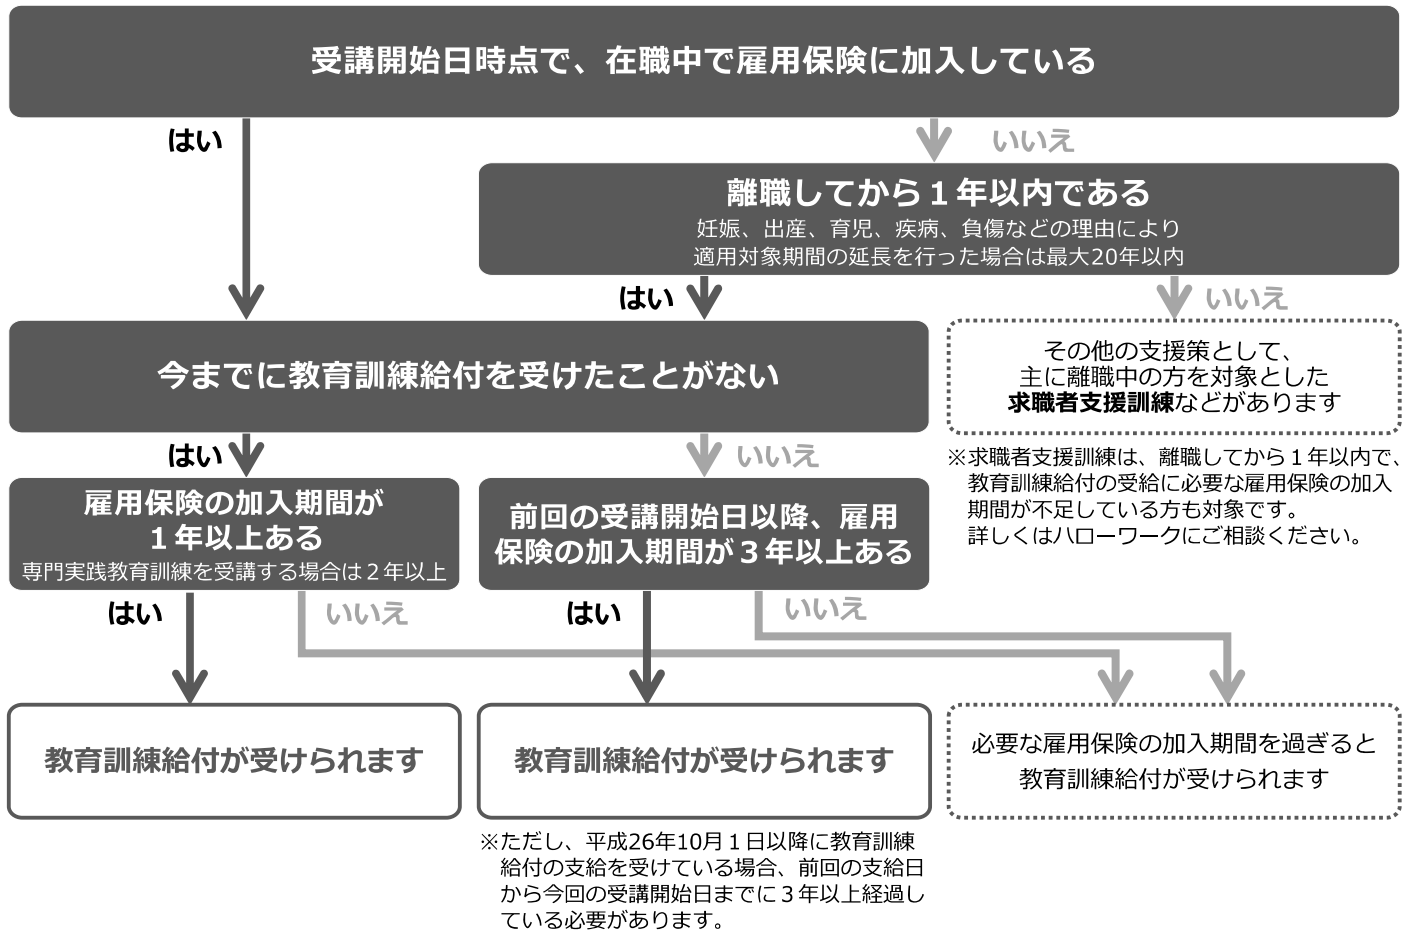 受講開始日時点で、在職中で雇用保険に加入している
はい
いいえ
離職してから１年以内である
妊娠、出産、育児、疾病、負傷などの理由により
適用対象期間の延長を行った場合は最大20年以内
はい
いいえ
今までに教育訓練給付を受けたことがない
その他の支援策として、
主に離職中の方を対象とした
求職者支援訓練などがあります
※求職者支援訓練は、離職してから１年以内で、
教育訓練給付の受給に必要な雇用保険の加入
期間が不足している方も対象です。
詳しくはハローワークにご相談ください。
はい
いいえ
雇用保険の加入期間が
１年以上ある
専門実践教育訓練を受講する場合は２年以上
前回の受講開始日以降、雇用
保険の加入期間が３年以上ある
はい
いいえ
はい
いいえ
教育訓練給付が受けられます
教育訓練給付が受けられます
必要な雇用保険の加入期間を過ぎると
教育訓練給付が受けられます
※ただし、平成26年10月１日以降に教育訓練
給付の支給を受けている場合、前回の支給日
から今回の受講開始日までに３年以上経過し
ている必要があります。